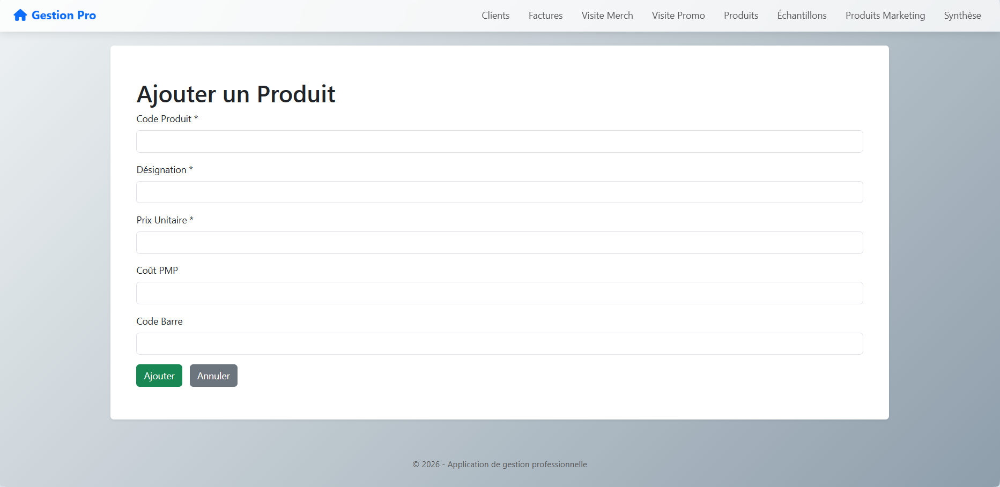 Gestion Pro Clients Factures Visite Merch Visite Promo Produits Échantillons Produits Marketing Synthèse
Ajouter un Produit
Code Produit *
Désignation *
Prix Unitaire *
Coût PMP
Code Barre
Ajouter Annuler
© 2026 - Application de gestion professionnelle